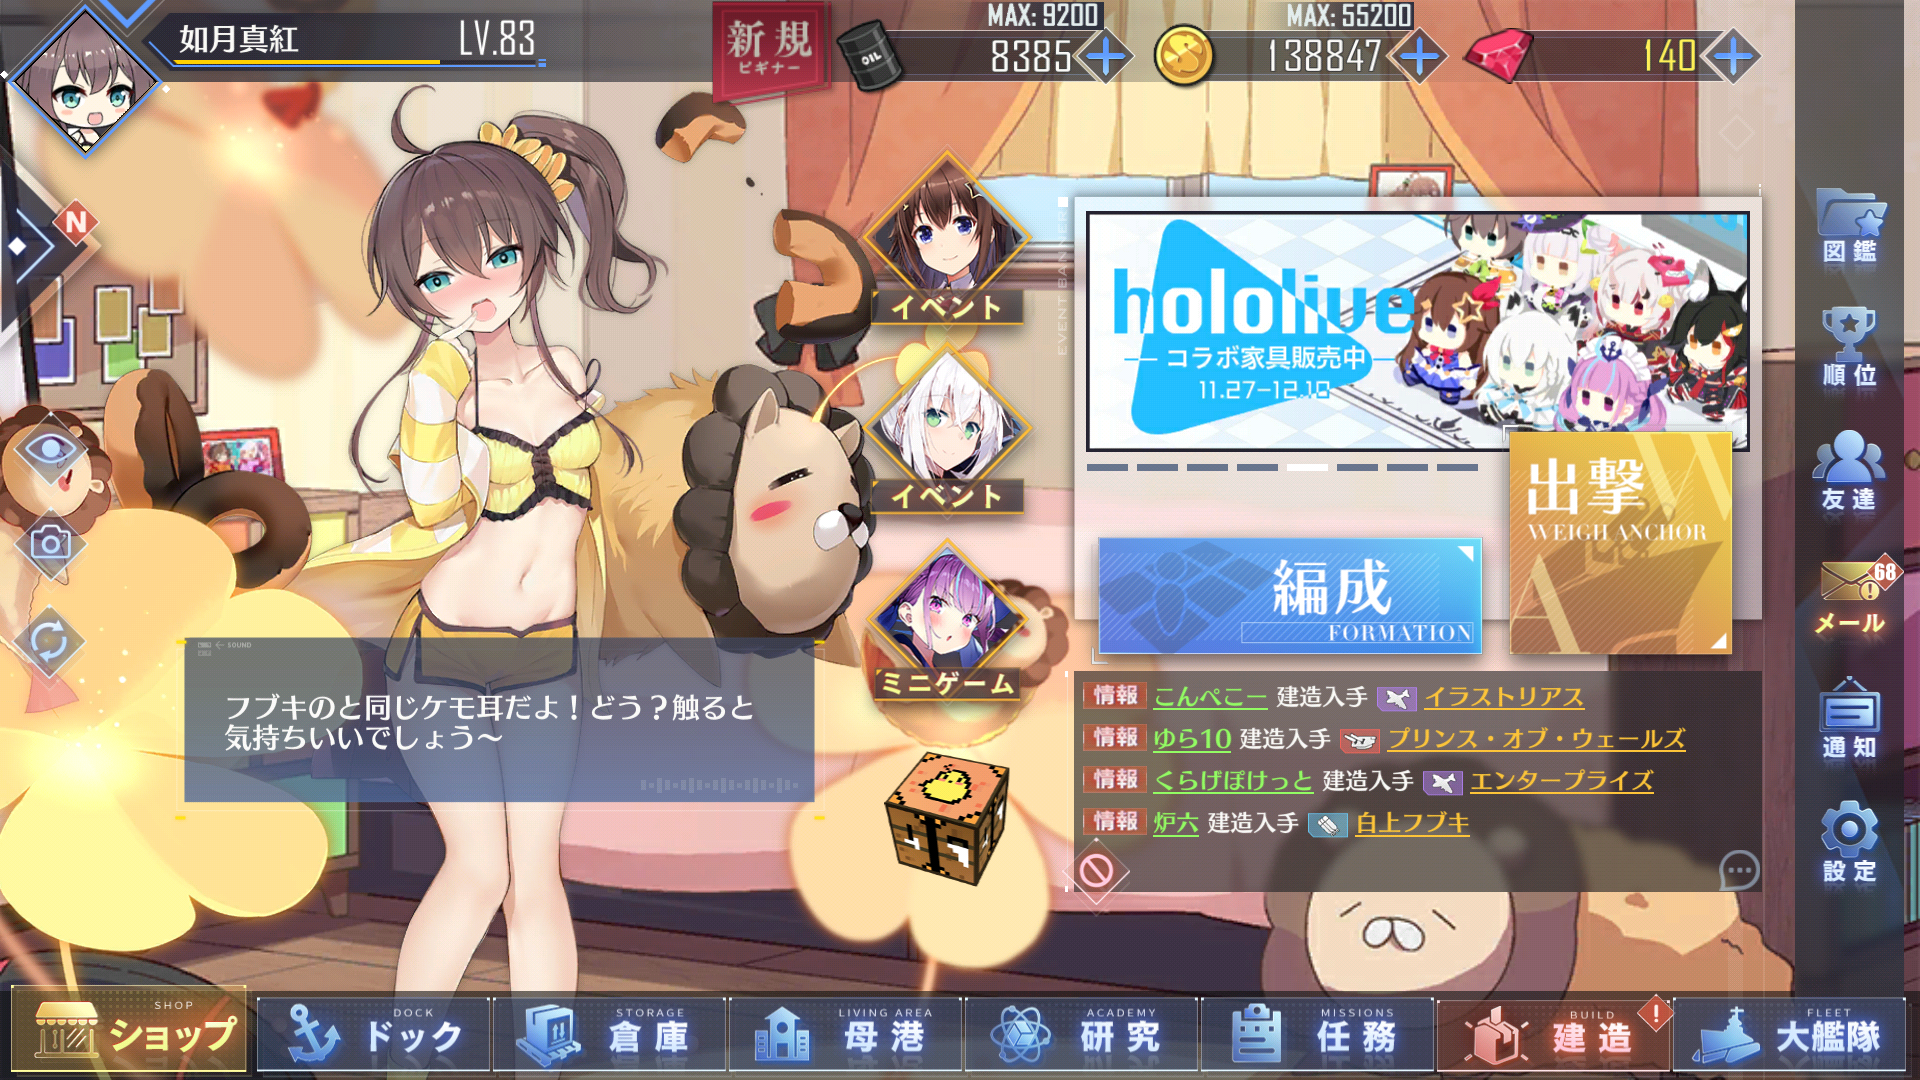 如月真紅
LV.83
新規
ビギナー
OIL
MAX: 9200
8385
MAX: 55200
138847
140
N
イベント
イベント
ミニゲーム
EVENT BANNER
hololive
コラボ家具販売中
11.27-12.10
出撃
WEIGH ANCHOR
編成
FORMATION
図鑑
順位
友達
68
メール
通知
設定
← SOUND
フブキのと同じケモ耳だよ！どう？触ると
気持ちいいでしょう～
情報 こんぺこー 建造入手 イラストリアス
情報 ゆら10 建造入手 プリンス・オブ・ウェールズ
情報 くらげぽけっと 建造入手 エンタープライズ
情報 炉六 建造入手 白上フブキ
SHOP
ショップ
DOCK
ドック
STORAGE
倉庫
LIVING AREA
母港
ACADEMY
研究
MISSIONS
任務
BUILD
建造
FLEET
大艦隊